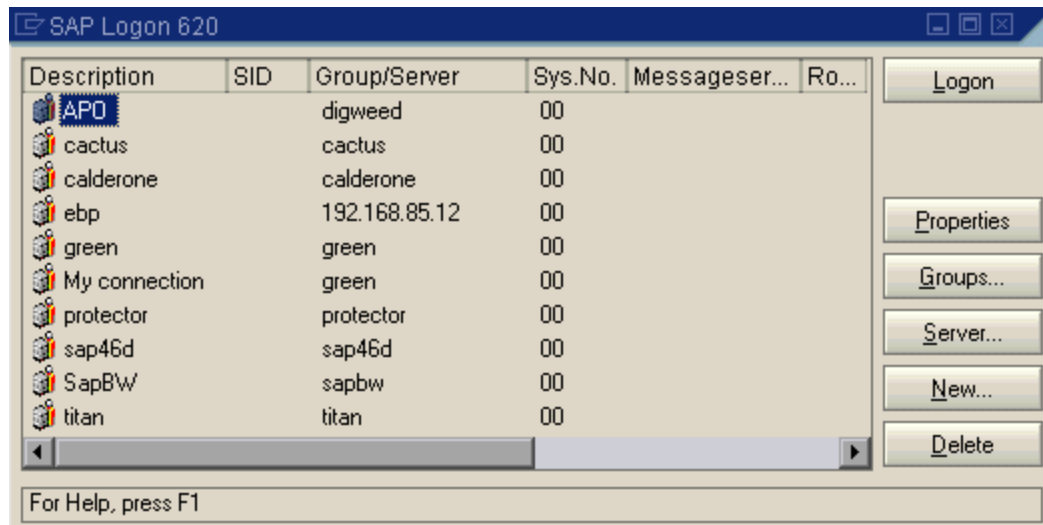 SAP Logon 620
Description SID Group/Server Sys.No. Messageser... Ro...
APO digweed 00
cactus cactus 00
calderone calderone 00
ebp 192.168.85.12 00
green green 00
My connection green 00
protector protector 00
sap46d sap46d 00
SapBW sapbw 00
titan titan 00
Logon
Properties
Groups...
Server...
New...
Delete
For Help, press F1